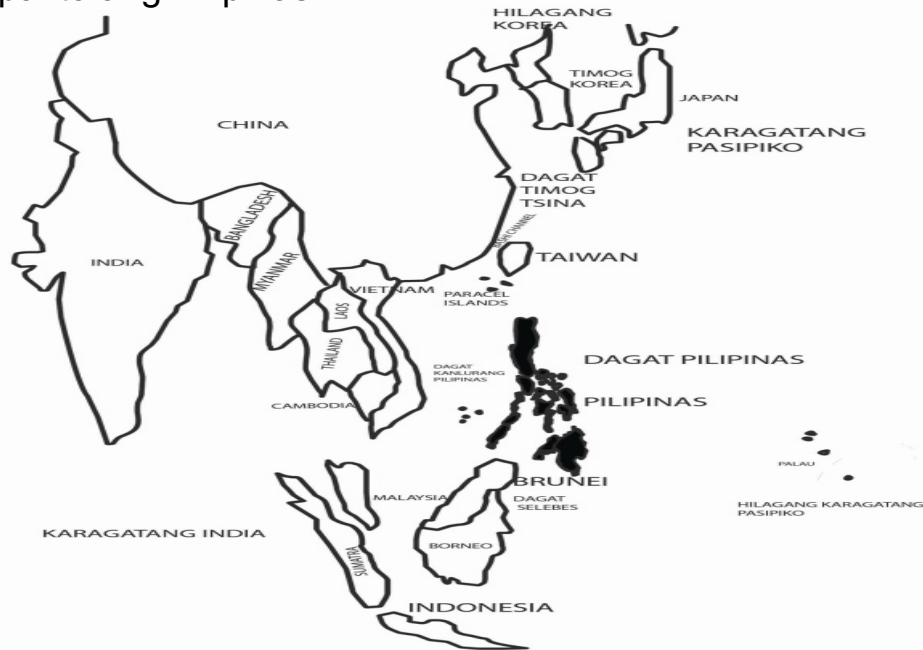 HILAGANG
KOREA
TIMOG
KOREA
JAPAN
CHINA
KARAGATANG
PASIPIKO
DAGAT
TIMOG
TSINA
BANGLADESH
CHANNEL
INDIA
TAIWAN
MYANMAR
VIETNAM
PARACEL
ISLANDS
LAOS
THAILAND
DAGAT PILIPINAS
DAGAT
KANLURANG
PILIPINAS
CAMBODIA
PILIPINAS
PALAU
BRUNEI
MALAYSIA
DAGAT
SELEBES
HILAGANG KARAGATANG
PASIPIKO
KARAGATANG INDIA
BORNEO
SUMATRA
INDONESIA